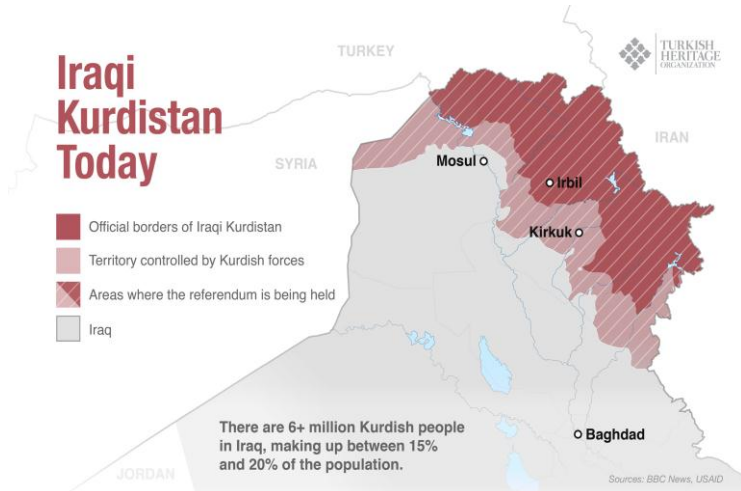 TURKEY
TURKISH
HERITAGE
ORGANIZATION
Iraqi
Kurdistan
Today
IRAN
SYRIA
Mosul
Irbil
Kirkuk
Official borders of Iraqi Kurdistan
Territory controlled by Kurdish forces
Areas where the referendum is being held
Iraq
There are 6+ million Kurdish people
in Iraq, making up between 15%
and 20% of the population.
Baghdad
JORDAN
Sources: BBC News, USAID